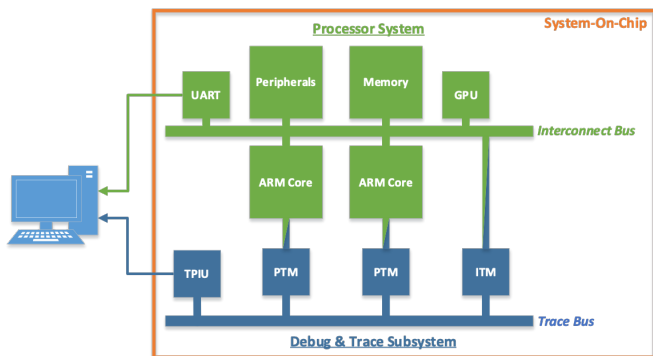 System-On-Chip
Processor System
UART
Peripherals
Memory
GPU
Interconnect Bus
ARM Core
ARM Core
TPIU
PTM
PTM
ITM
Trace Bus
Debug & Trace Subsystem